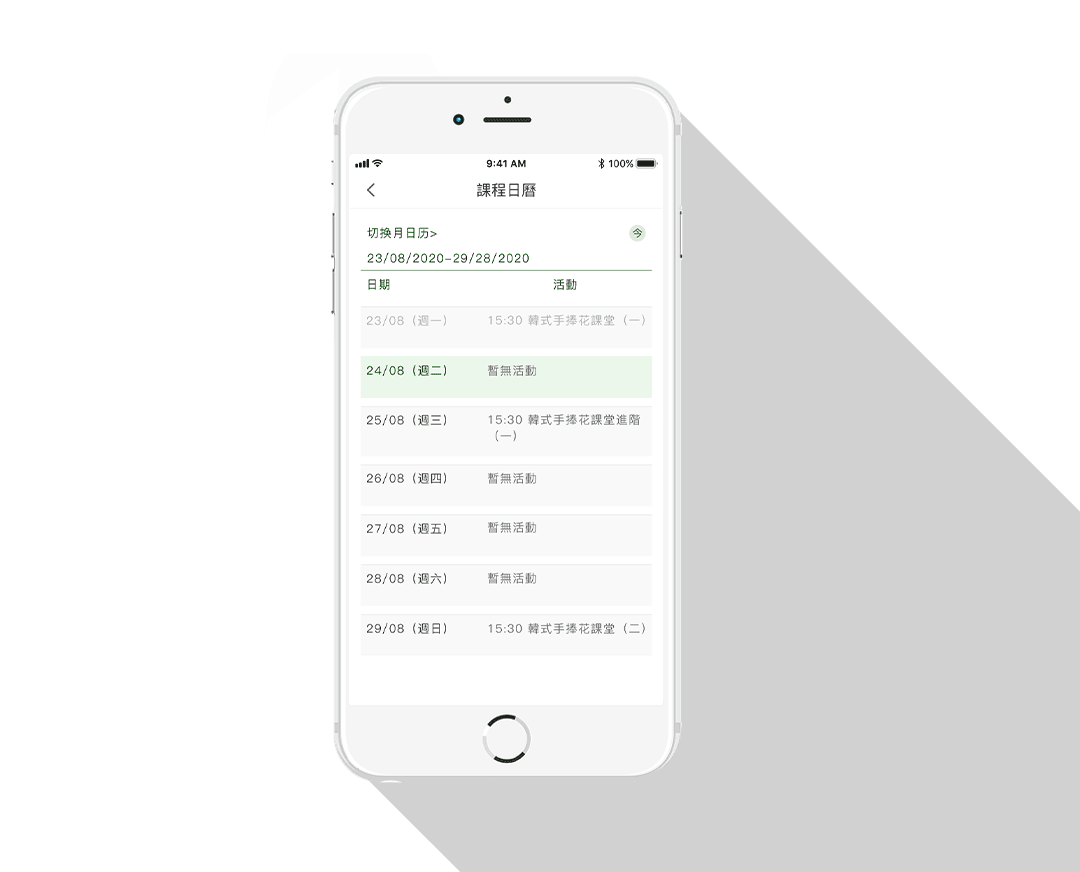 9:41 AM 100%
課程日曆
切換月日历> 今
23/08/2020-29/28/2020
日期 活動
23/08（週一） 15:30 韓式手捧花課堂（一）
24/08（週二） 暫無活動
25/08（週三） 15:30 韓式手捧花課堂進階
（一）
26/08（週四） 暫無活動
27/08（週五） 暫無活動
28/08（週六） 暫無活動
29/08（週日） 15:30 韓式手捧花課堂（二）